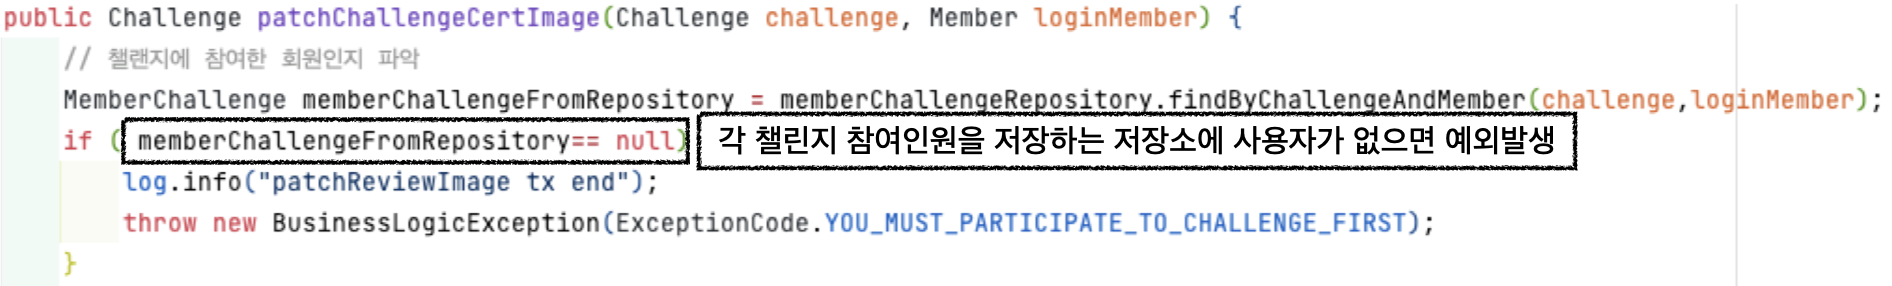 public Challenge patchChallengeCertImage(Challenge challenge, Member loginMember) {
// 챌랜지에 참여한 회원인지 파악
MemberChallenge memberChallengeFromRepository = memberChallengeRepository.findByChallengeAndMember(challenge,loginMember);
if ( memberChallengeFromRepository== null) 각 챌린지 참여인원을 저장하는 저장소에 사용자가 없으면 예외발생
log.info("patchReviewImage tx end");
throw new BusinessLogicException(ExceptionCode.YOU_MUST_PARTICIPATE_TO_CHALLENGE_FIRST);
}